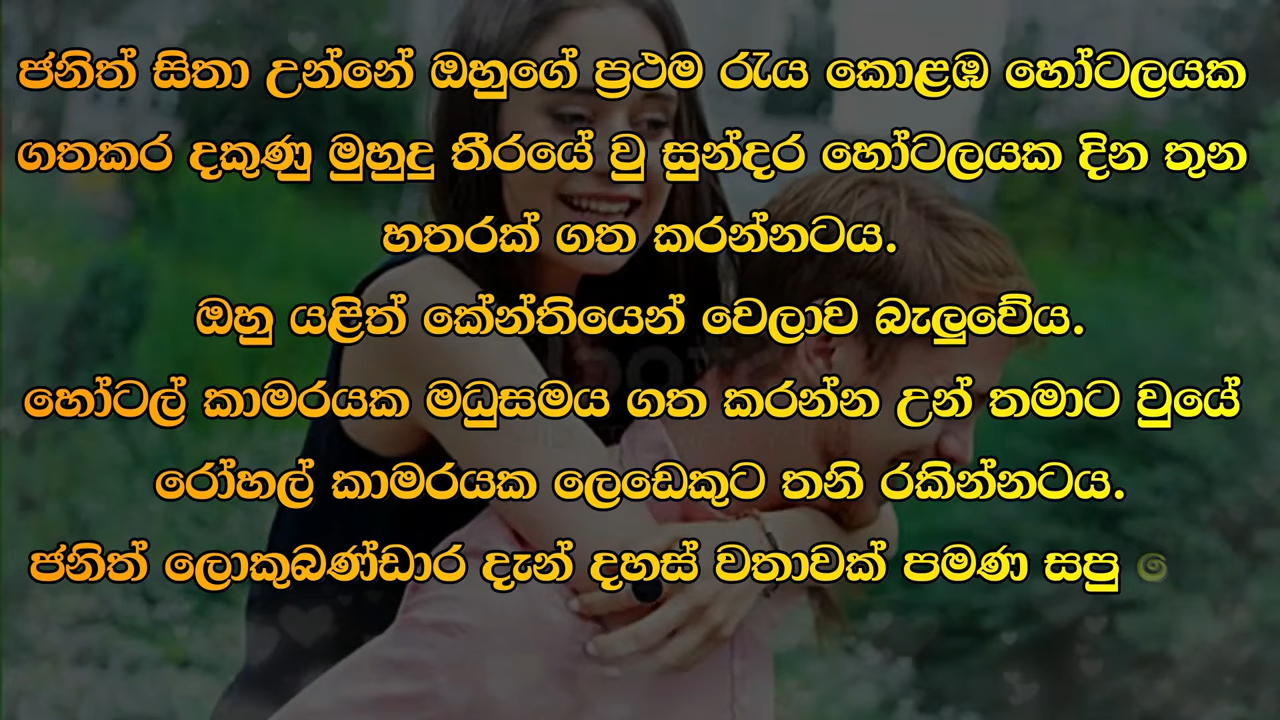 ජනිත් සිතා උන්නේ ඔහුගේ ප්‍රථම රැය කොළඹ හෝටලයක
ගතකර දකුණු මුහුදු තීරයේ වු සුන්දර හෝටලයක දින තුන
හතරක් ගත කරන්නටය.
ඔහු යළිත් කේන්තියෙන් වෙලාව බැලුවේය.
හෝටල් කාමරයක මධුසමය ගත කරන්න උන් තමාට වුයේ
රෝහල් කාමරයක ලෙඩෙකුට තනි රකින්නටය.
ජනිත් ලොකුබණ්ඩාර දැන් දහස් වතාවක් පමණ සපු